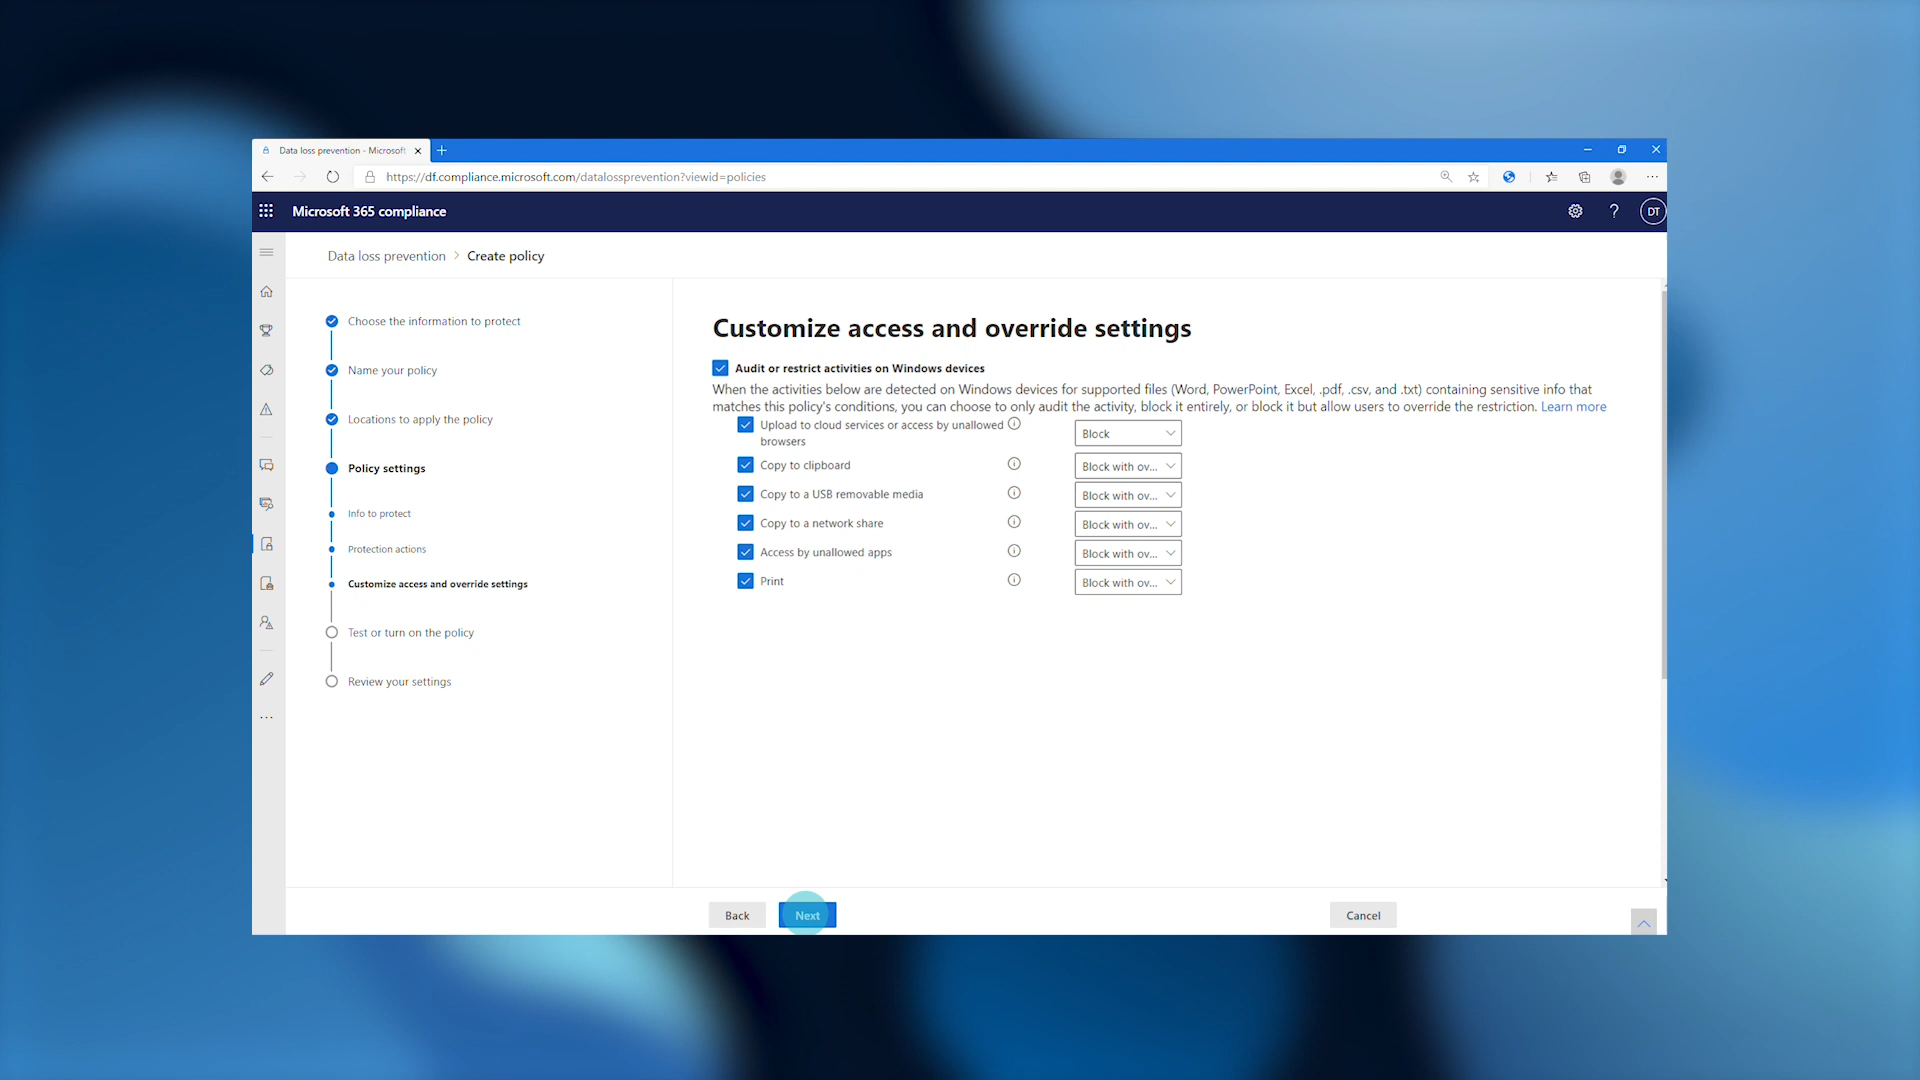 Data loss prevention - Microsoft
https://df.compliance.microsoft.com/datalossprevention?viewid=policies
Microsoft 365 compliance
? DT
Data loss prevention > Create policy
Choose the information to protect
Name your policy
Locations to apply the policy
Policy settings
Info to protect
Protection actions
Customize access and override settings
Test or turn on the policy
Review your settings
Customize access and override settings
Audit or restrict activities on Windows devices
When the activities below are detected on Windows devices for supported files (Word, PowerPoint, Excel, .pdf, .csv, and .txt) containing sensitive info that
matches this policy's conditions, you can choose to only audit the activity, block it entirely, or block it but allow users to override the restriction. Learn more
Upload to cloud services or access by unallowed
browsers
Block
Copy to clipboard Block with ov...
Copy to a USB removable media Block with ov...
Copy to a network share Block with ov...
Access by unallowed apps Block with ov...
Print Block with ov...
Back Next Cancel